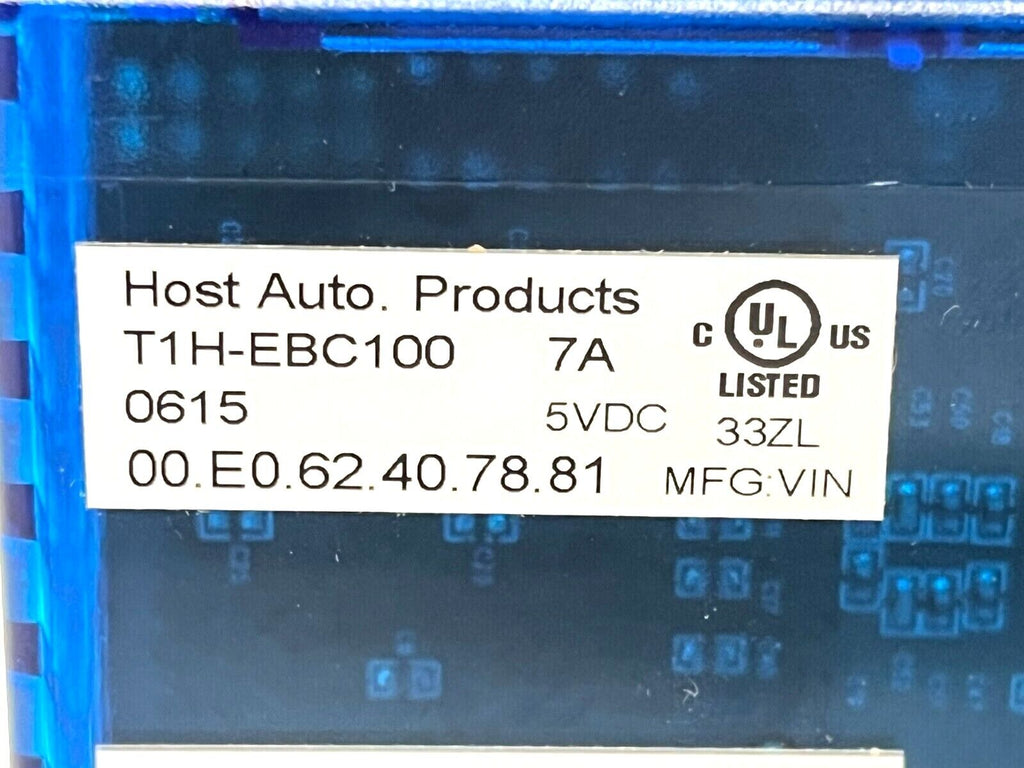 Host Auto. Products
T1H-EBC100 7A
0615 5VDC
00.E0.62.40.78.81
C UL US
LISTED
33ZL
MFG:VIN